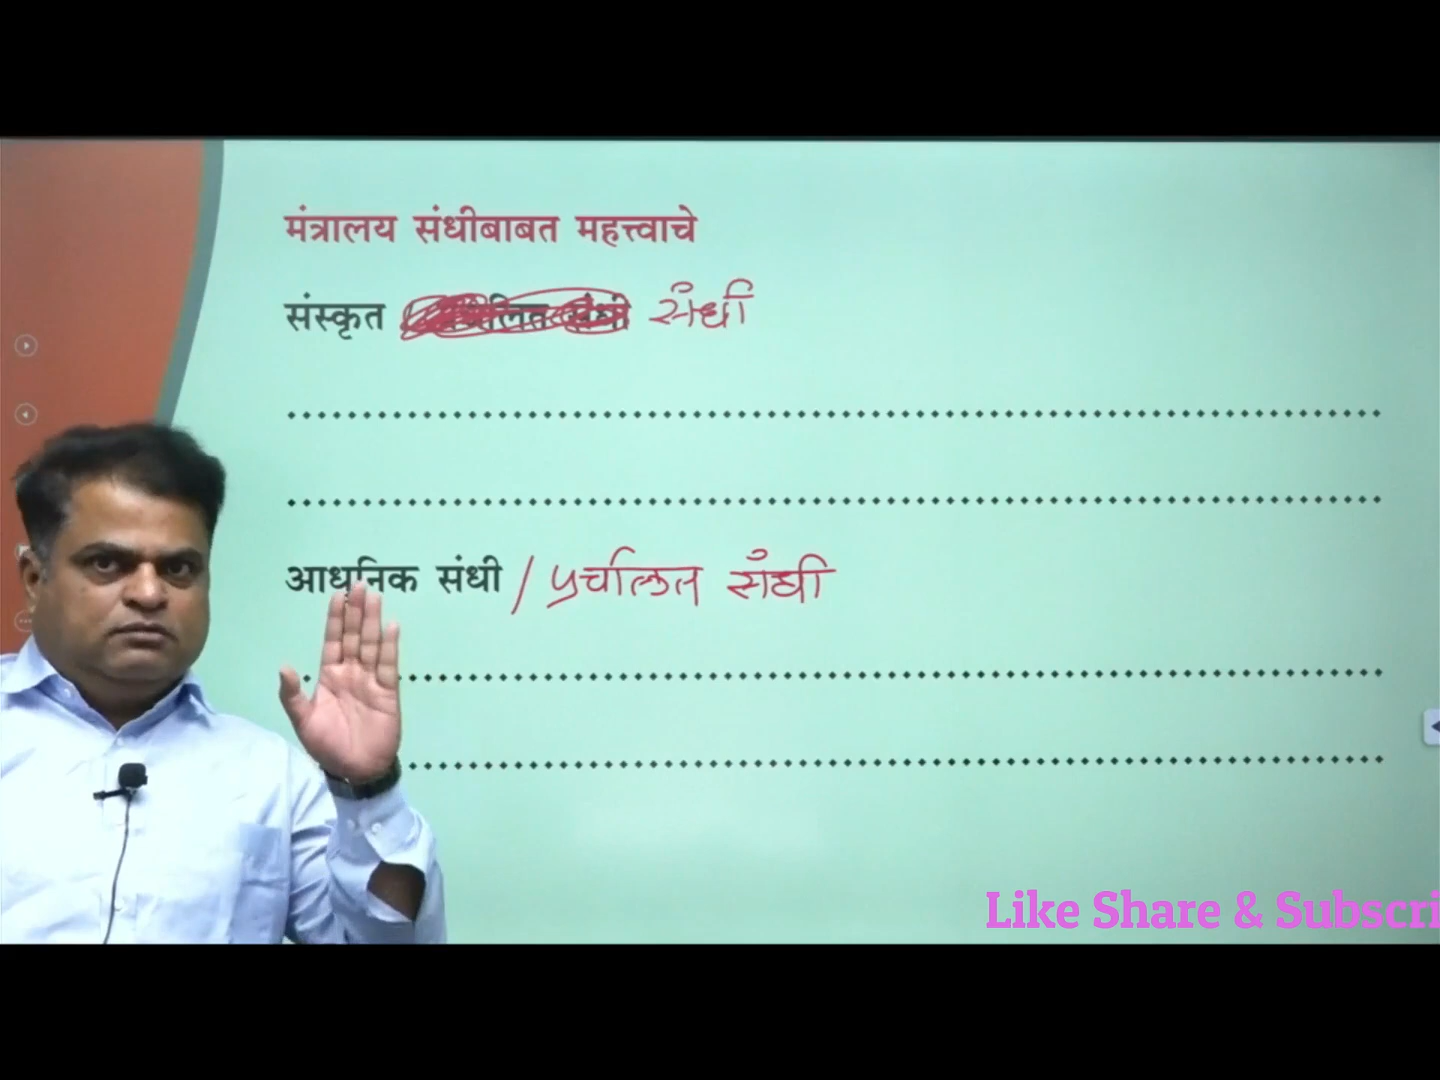 मंत्रालय संधीबाबत महत्त्वाचे
संस्कृत संधी
आधुनिक संधी / प्रचलित संधी
Like Share & Subscri